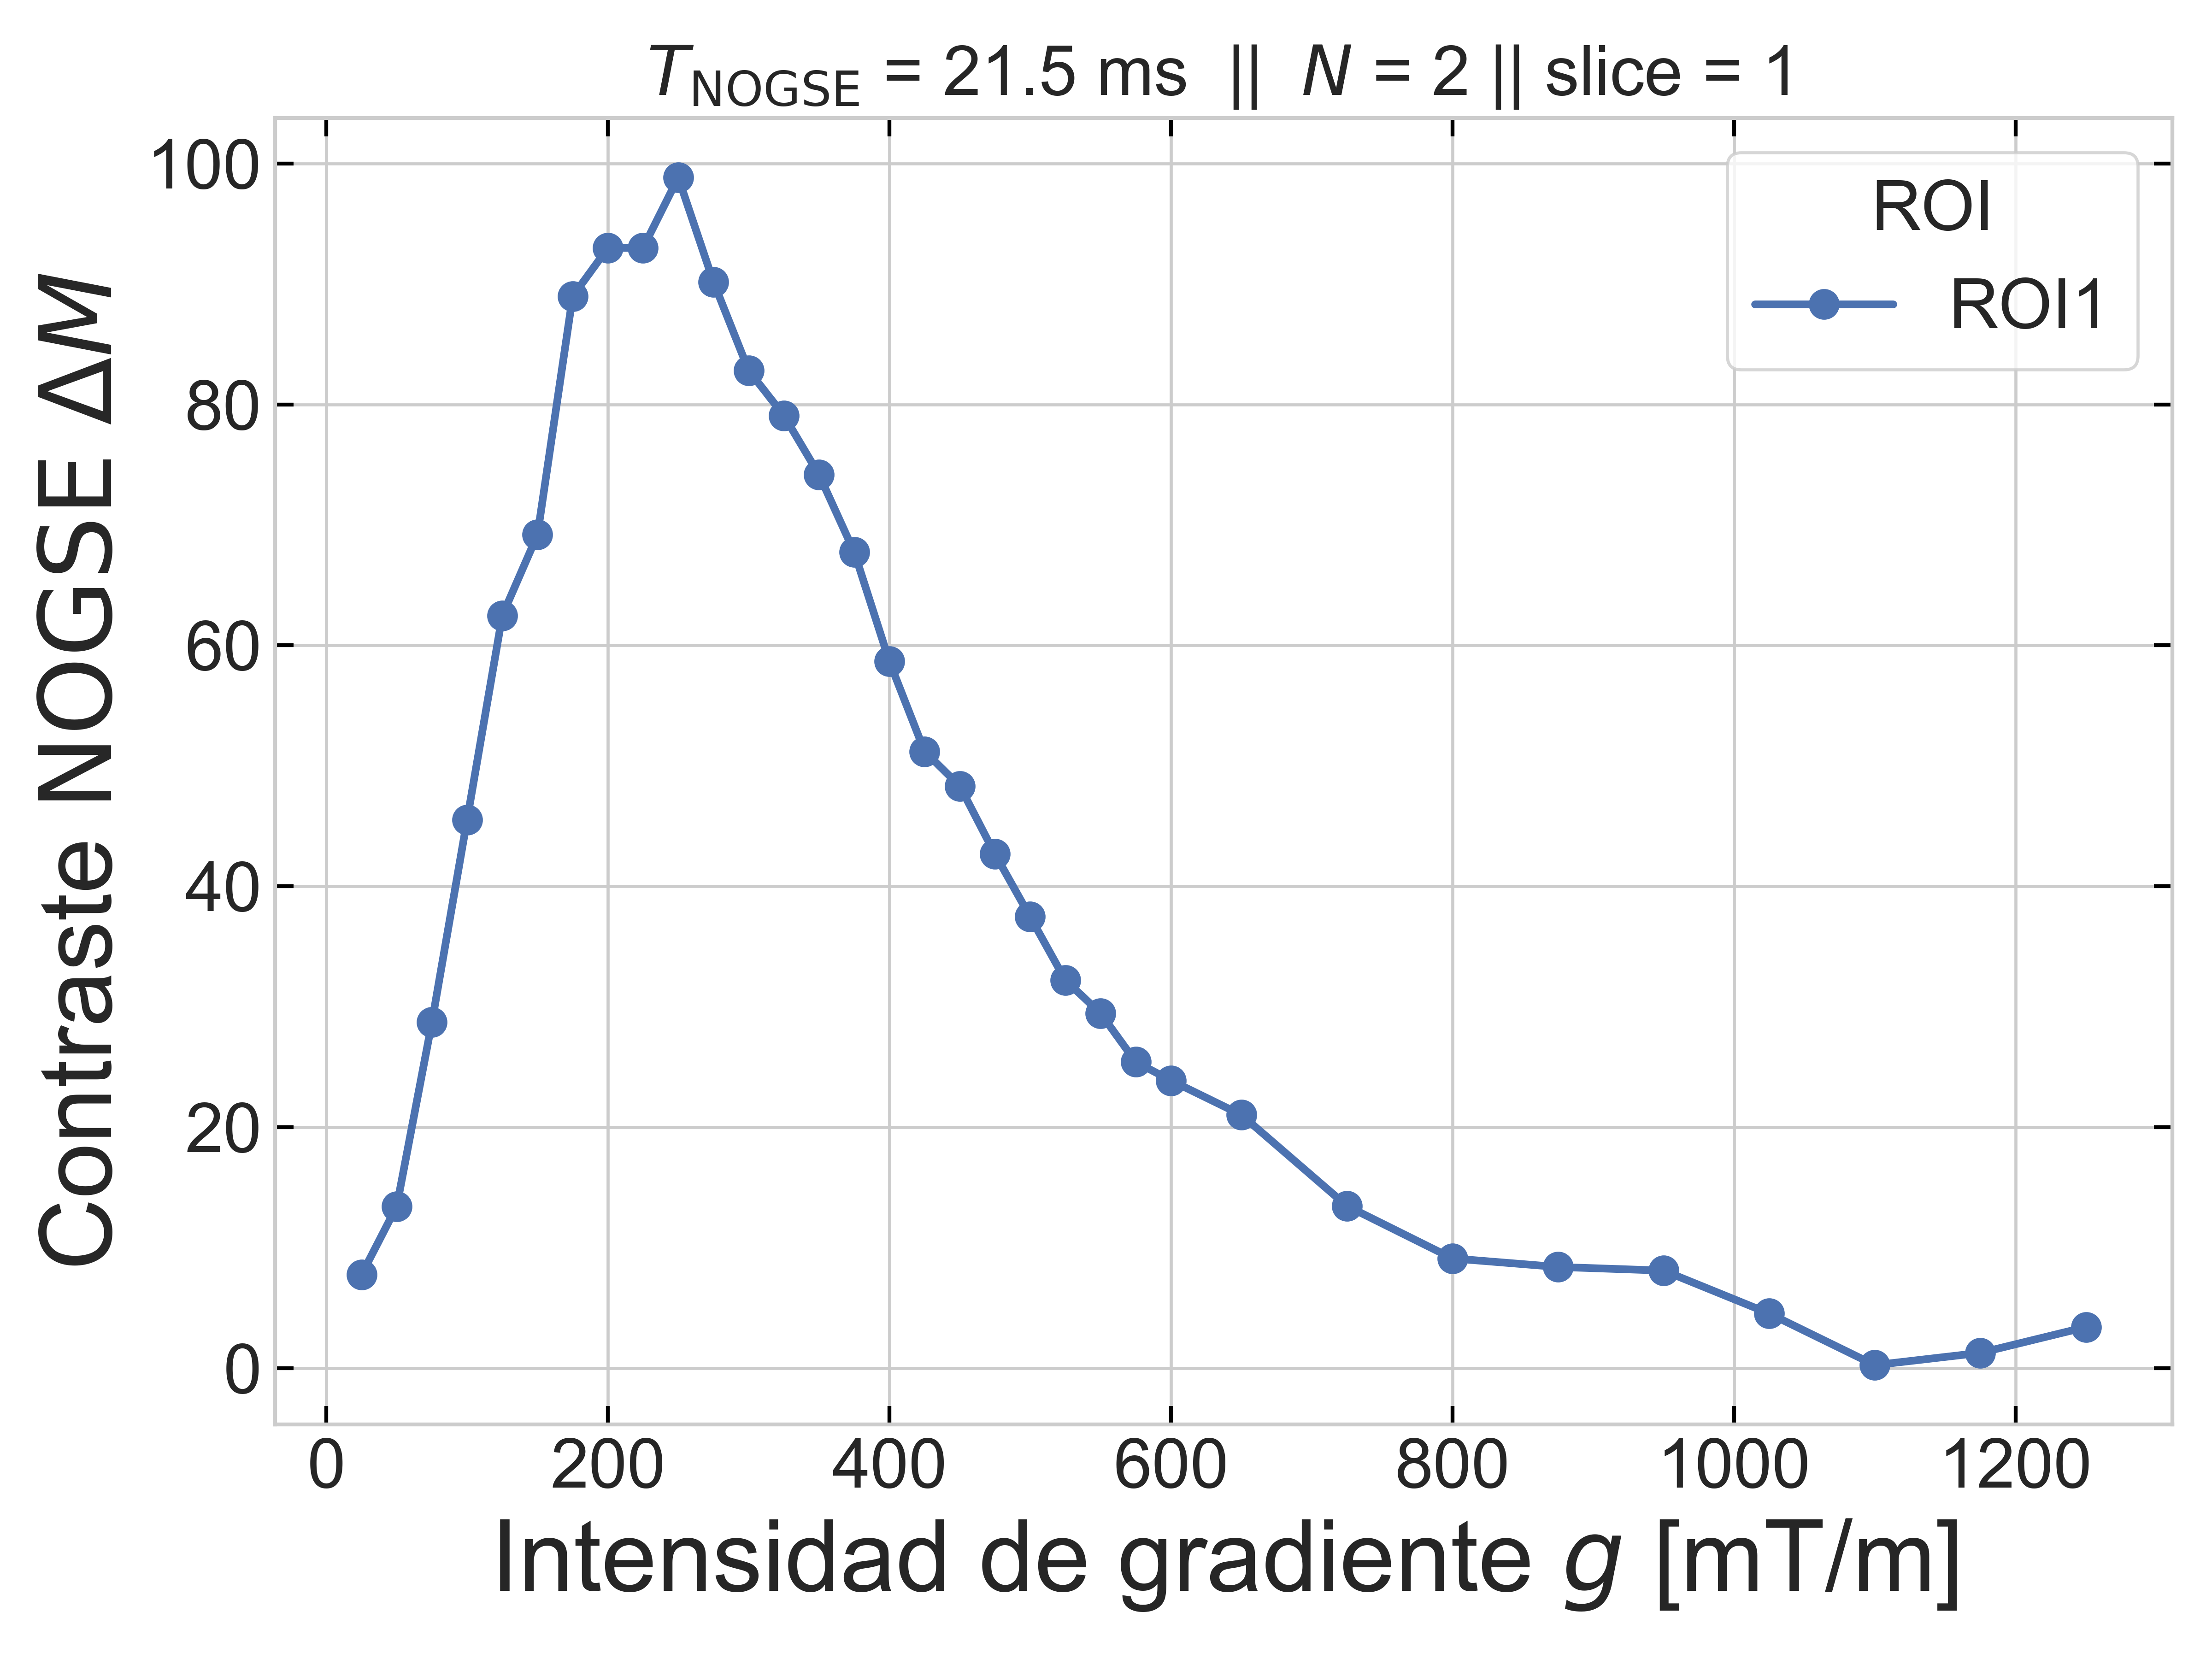 T_NOGSE = 21.5 ms || N = 2 || slice = 1
Contraste NOGSE ΔM
100
80
60
40
20
0
ROI
ROI1
0 200 400 600 800 1000 1200
Intensidad de gradiente g [mT/m]